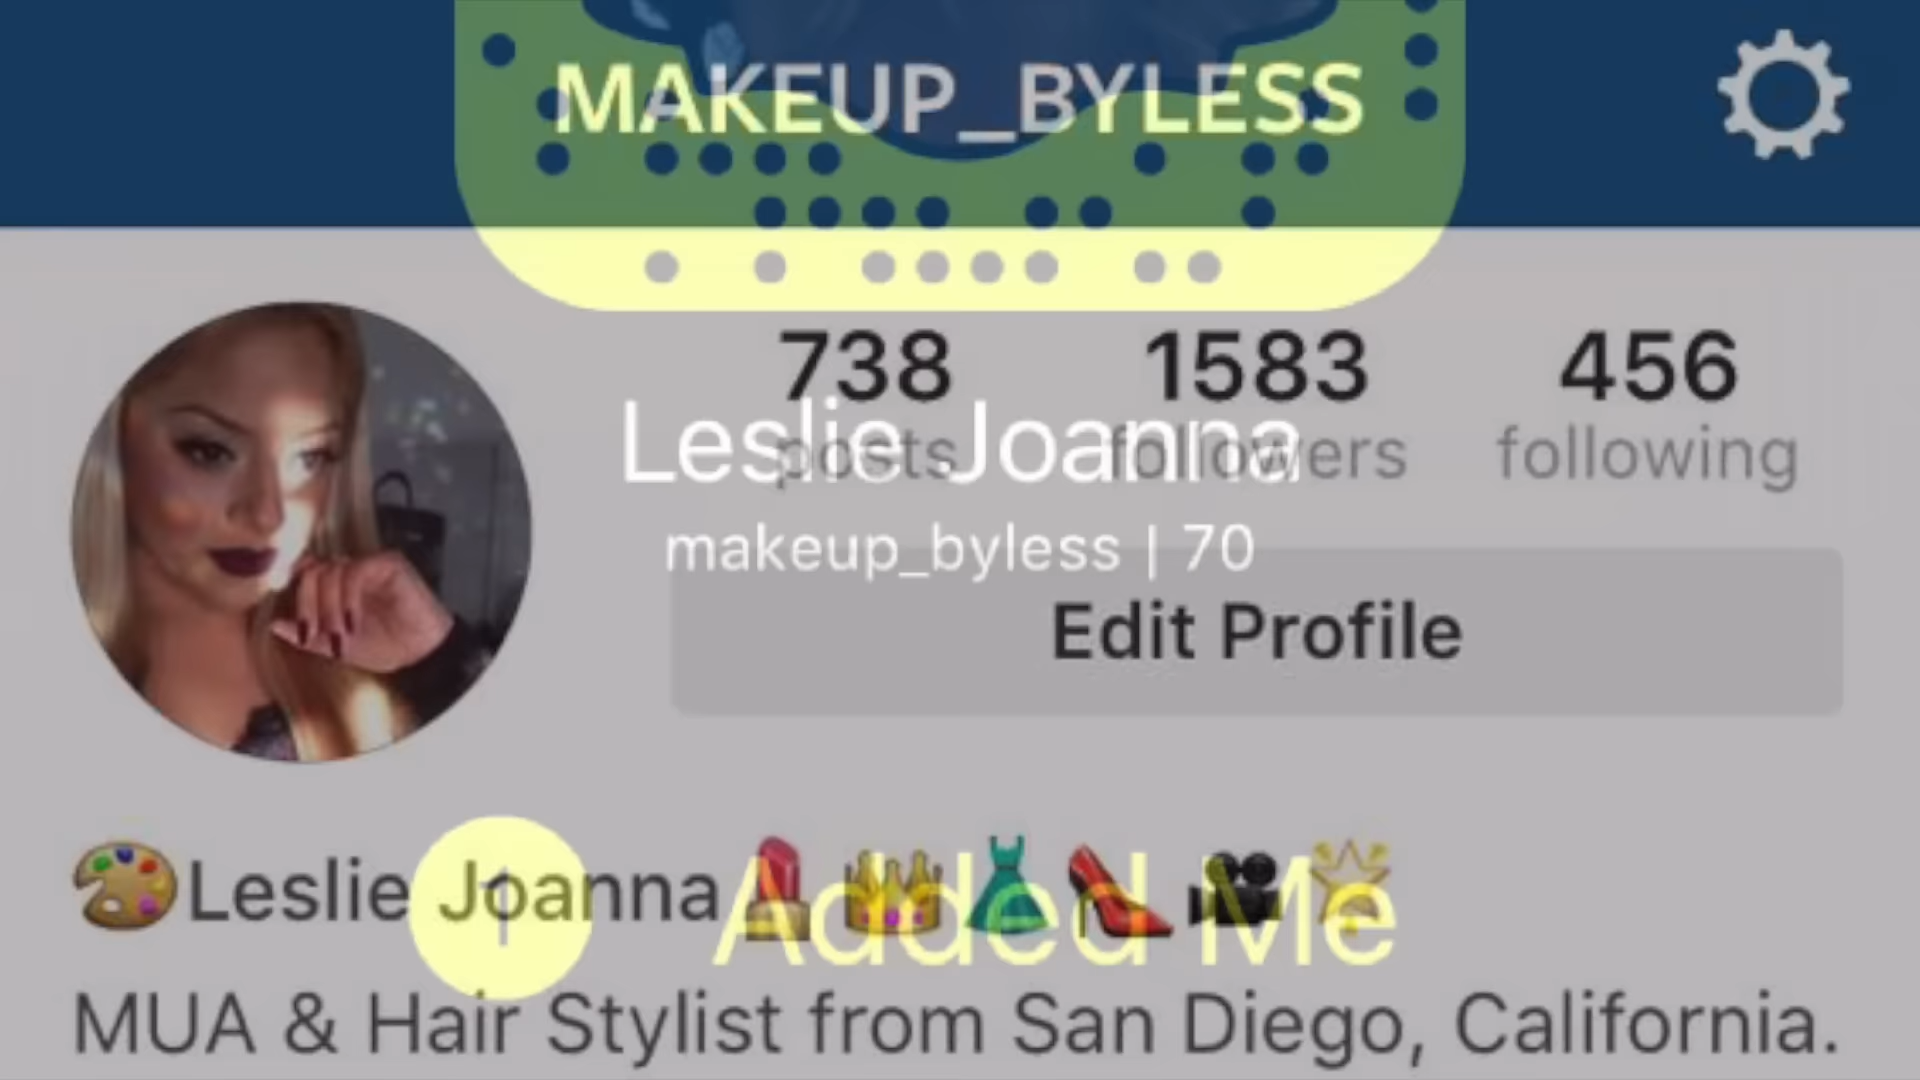 MAKEUP_BYLESS
738 1583 456
posts followers following
Leslie Joanna
makeup_byless | 70
Edit Profile
Leslie Joanna
1 Added Me
MUA & Hair Stylist from San Diego, California.